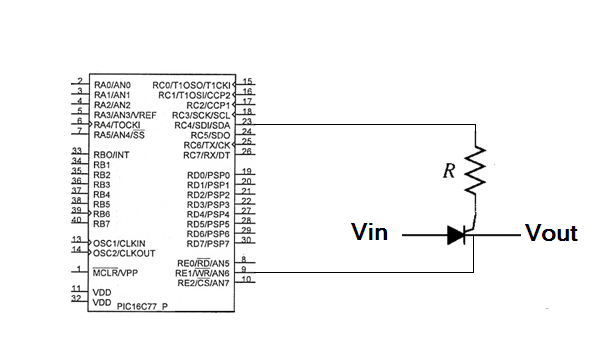 2 RA0/AN0 RC0/T1OSO/T1CKI 15
3 RA1/AN1 RC1/T1OSI/CCP2 16
4 RA2/AN2 RC2/CCP1 17
5 RA3/AN3/VREF RC3/SCK/SCL 18
6 RA4/TOCKI RC4/SDI/SDA 23
7 RA5/AN4/SS RC5/SDO 24
RC6/TX/CK 25
33 RBO/INT RC7/RX/DT 26
34 RB1
35 RB2 RD0/PSP0 19
36 RB3 RD1/PSP1 20
37 RB4 RD2/PSP2 21
38 RB5 RD3/PSP3 22
39 RB6 RD4/PSP4 27
40 RB7 RD5/PSP5 28
RD6/PSP6 29
13 OSC1/CLKIN RD7/PSP7 30
14 OSC2/CLKOUT
RE0/RD/AN5 8
1 MCLR/VPP RE1/WR/AN6 9
RE2/CS/AN7 10
11 VDD
32 VDD
PIC16C77_P
R
Vin
Vout